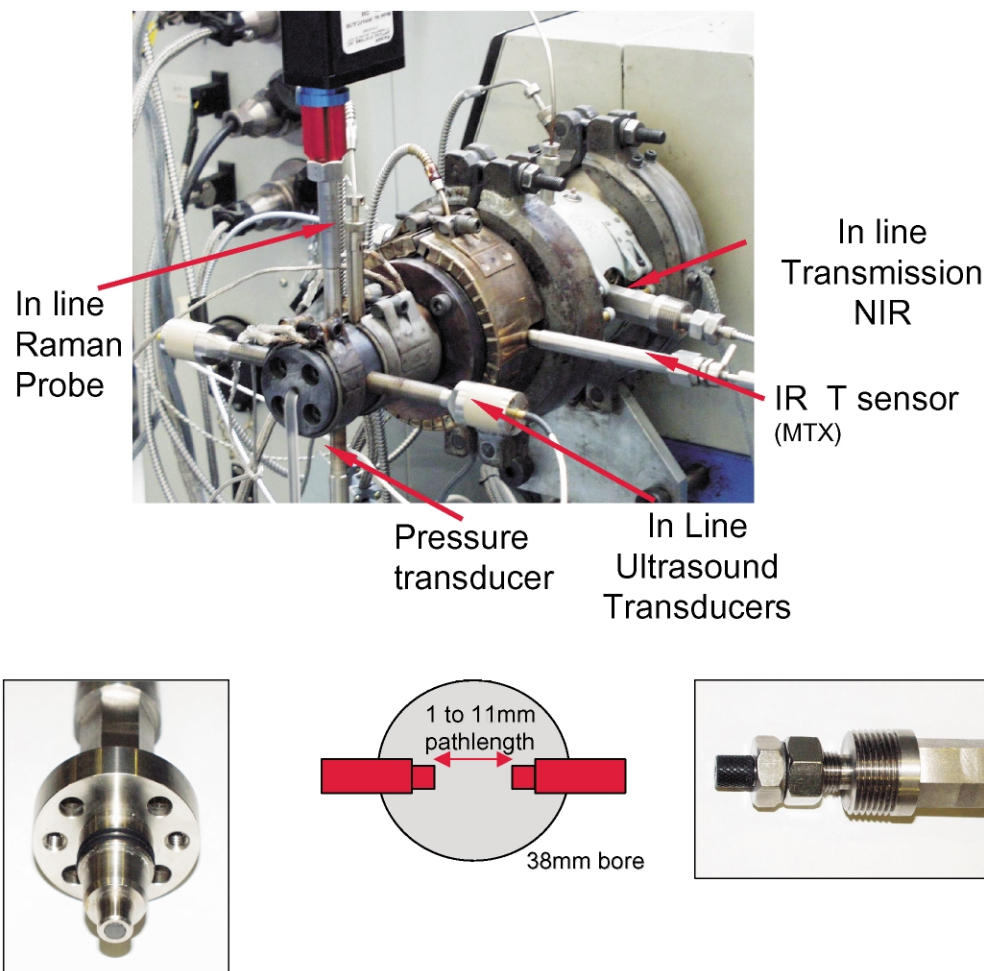 In line
Transmission
NIR
In line
Raman
Probe
IR T sensor
(MTX)
Pressure
transducer
In Line
Ultrasound
Transducers
1 to 11mm
pathlength
38mm bore